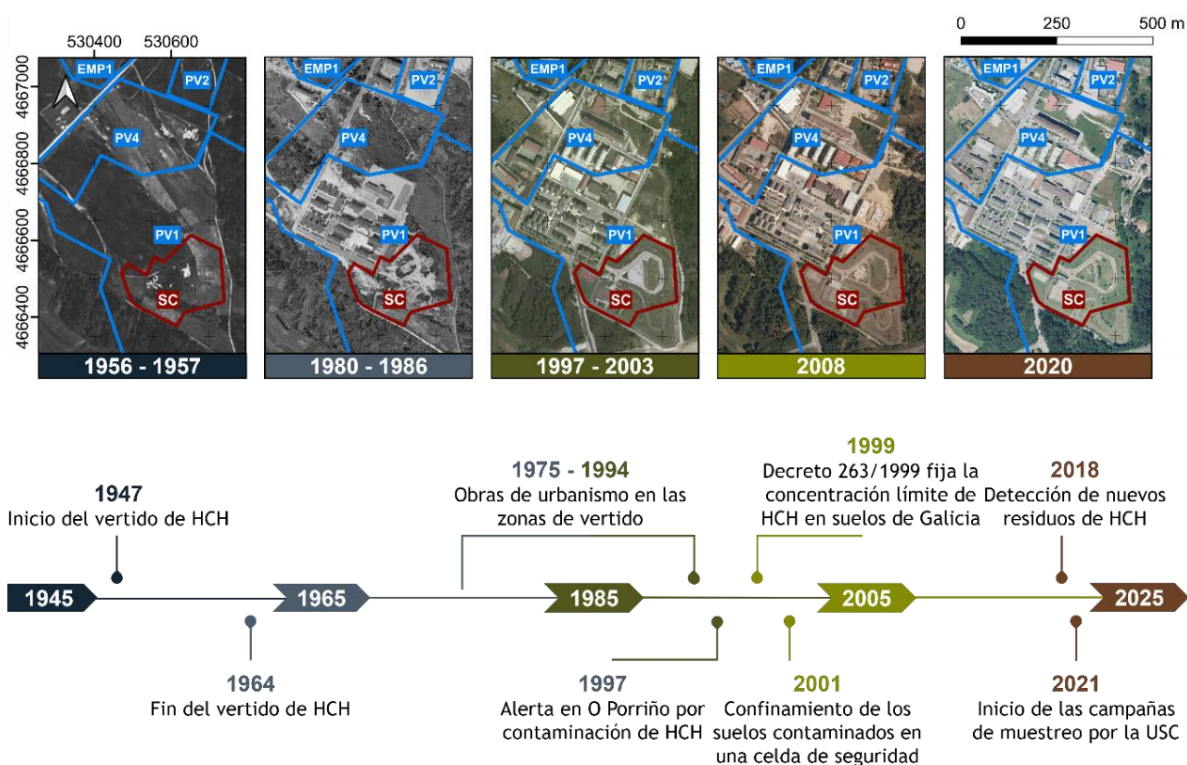 0 250 500 m
530400 530600
4667000
4666800
4666600
4666400
EMP1 PV2
PV4
PV1
SC
1956 - 1957
EMP1 PV2
PV4
PV1
SC
1980 - 1986
EMP1 PV2
PV4
PV1
SC
1997 - 2003
EMP1 PV2
PV4
PV1
SC
2008
EMP1 PV2
PV4
PV1
SC
2020
1947
Inicio del vertido de HCH
1975 - 1994
Obras de urbanismo en las
zonas de vertido
1999
Decreto 263/1999 fija la
concentración límite de
HCH en suelos de Galicia
2018
Detección de nuevos
residuos de HCH
1945 1965 1985 2005 2025
1964
Fin del vertido de HCH
1997
Alerta en O Porriño por
contaminación de HCH
2001
Confinamiento de los
suelos contaminados en
una celda de seguridad
2021
Inicio de las campañas
de muestreo por la USC